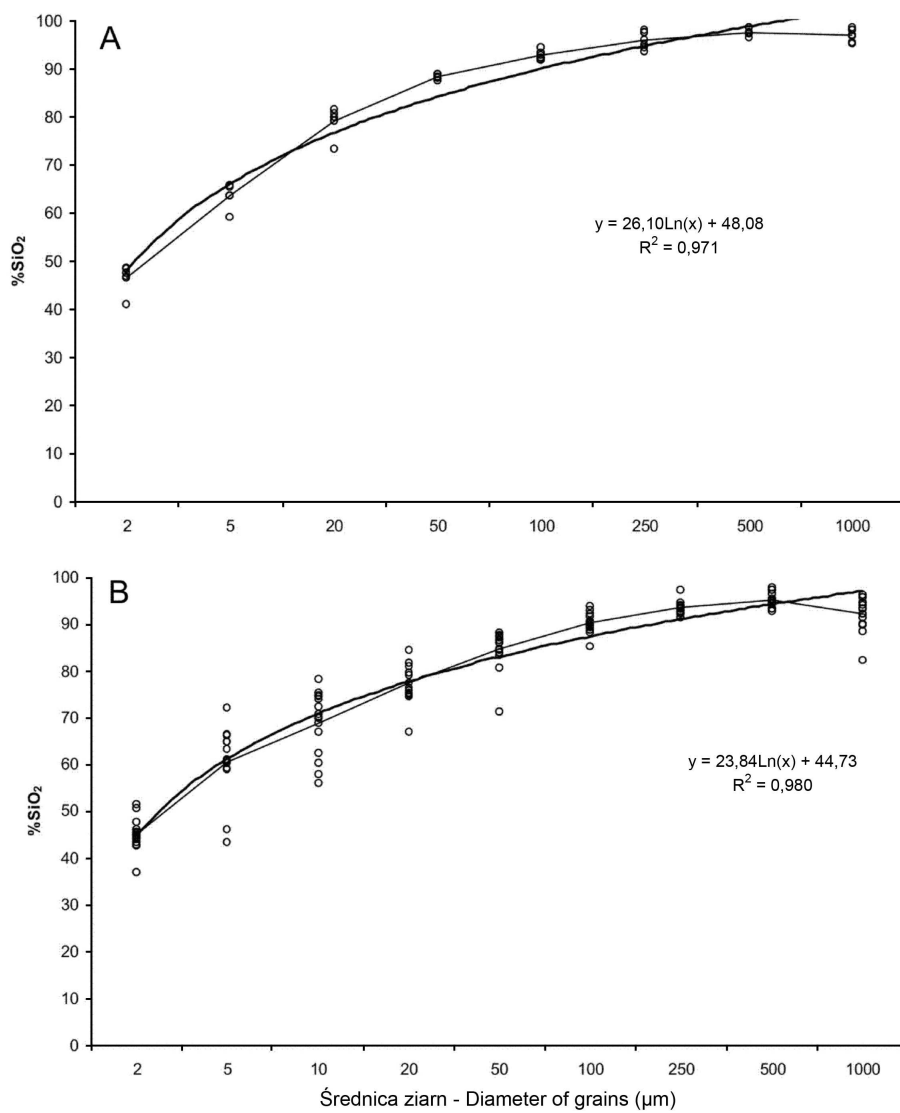 A
100
90
80
70
60
50
40
30
20
10
0
%SiO₂
y = 26,10Ln(x) + 48,08
R² = 0,971
2 5 20 50 100 250 500 1000
B
100
90
80
70
60
50
40
30
20
10
0
%SiO₂
y = 23,84Ln(x) + 44,73
R² = 0,980
2 5 10 20 50 100 250 500 1000
Średnica ziarn - Diameter of grains (µm)